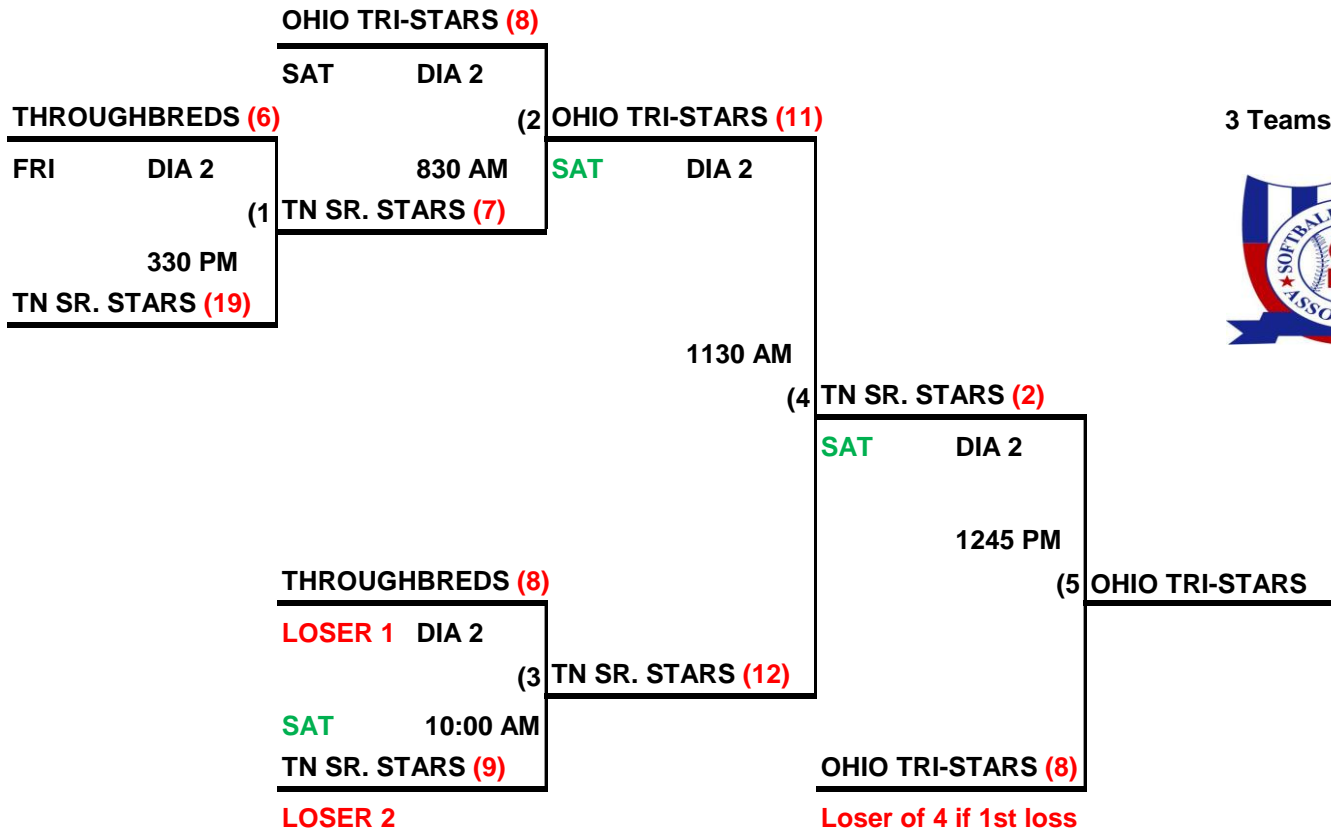 OHIO TRI-STARS (8)
SAT DIA 2
THROUGHBREDS (6)
(2 OHIO TRI-STARS (11)
3 Teams
FRI DIA 2
830 AM
SAT DIA 2
(1 TN SR. STARS (7)
330 PM
TN SR. STARS (19)
1130 AM
(4 TN SR. STARS (2)
SAT DIA 2
1245 PM
THROUGHBREDS (8)
(5 OHIO TRI-STARS
LOSER 1 DIA 2
(3 TN SR. STARS (12)
SAT 10:00 AM
TN SR. STARS (9)
OHIO TRI-STARS (8)
LOSER 2
Loser of 4 if 1st loss